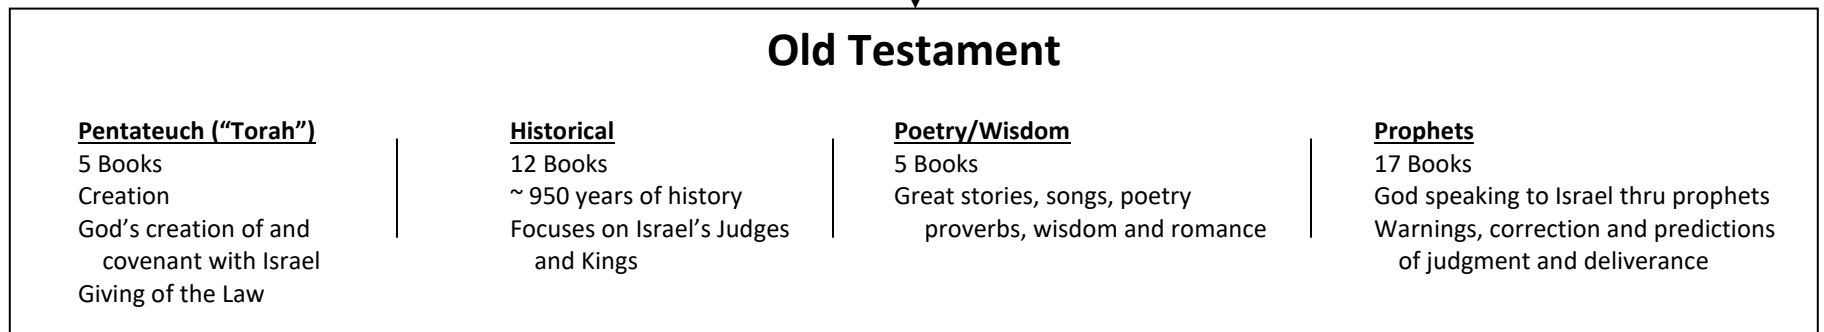 Old Testament
Pentateuch (“Torah”)
5 Books
Creation
God’s creation of and
covenant with Israel
Giving of the Law
Historical
12 Books
~ 950 years of history
Focuses on Israel’s Judges
and Kings
Poetry/Wisdom
5 Books
Great stories, songs, poetry
proverbs, wisdom and romance
Prophets
17 Books
God speaking to Israel thru prophets
Warnings, correction and predictions
of judgment and deliverance